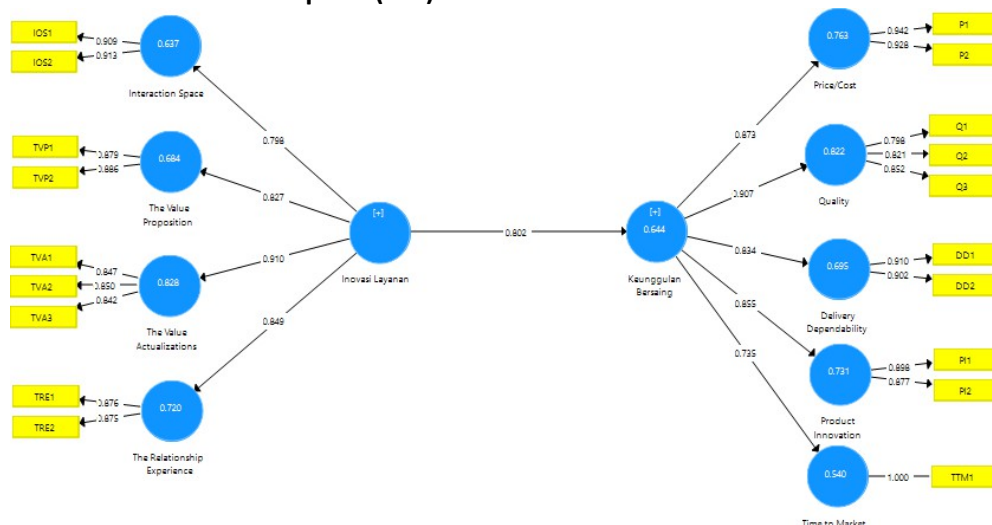 IOS1
0.909
IOS2
0.913
0.637
Interaction Space
TVP1
0.879
TVP2
0.886
0.684
The Value
Proposition
TVA1
0.847
TVA2
0.850
TVA3
0.842
0.828
The Value
Actualizations
TRE1
0.876
TRE2
0.875
0.720
The Relationship
Experience
0.798
0.827
0.910
0.849
[+]
Inovasi Layanan
0.802
[+]
0.644
Keunggulan
Bersaing
0.873
0.907
0.834
0.855
0.735
0.763
Price/Cost
0.942
P1
0.928
P2
0.822
Quality
0.798
Q1
0.821
Q2
0.852
Q3
0.695
Delivery
Dependability
0.910
DD1
0.902
DD2
0.731
Product
Innovation
0.898
PI1
0.877
PI2
0.540
Time to Market
1.000
TTM1